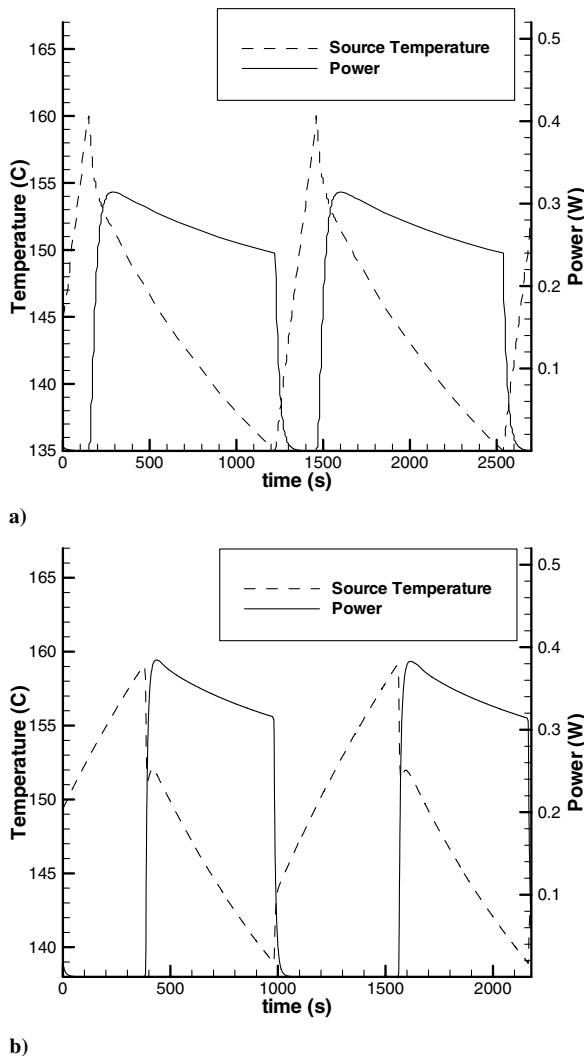 Source Temperature
Power
165
160
155
150
145
140
135
Temperature (C)
0.5
0.4
0.3
0.2
0.1
Power (W)
0
500
1000
1500
2000
2500
time (s)
a)
Source Temperature
Power
165
160
155
150
145
140
Temperature (C)
0.5
0.4
0.3
0.2
0.1
Power (W)
0
500
1000
1500
2000
time (s)
b)